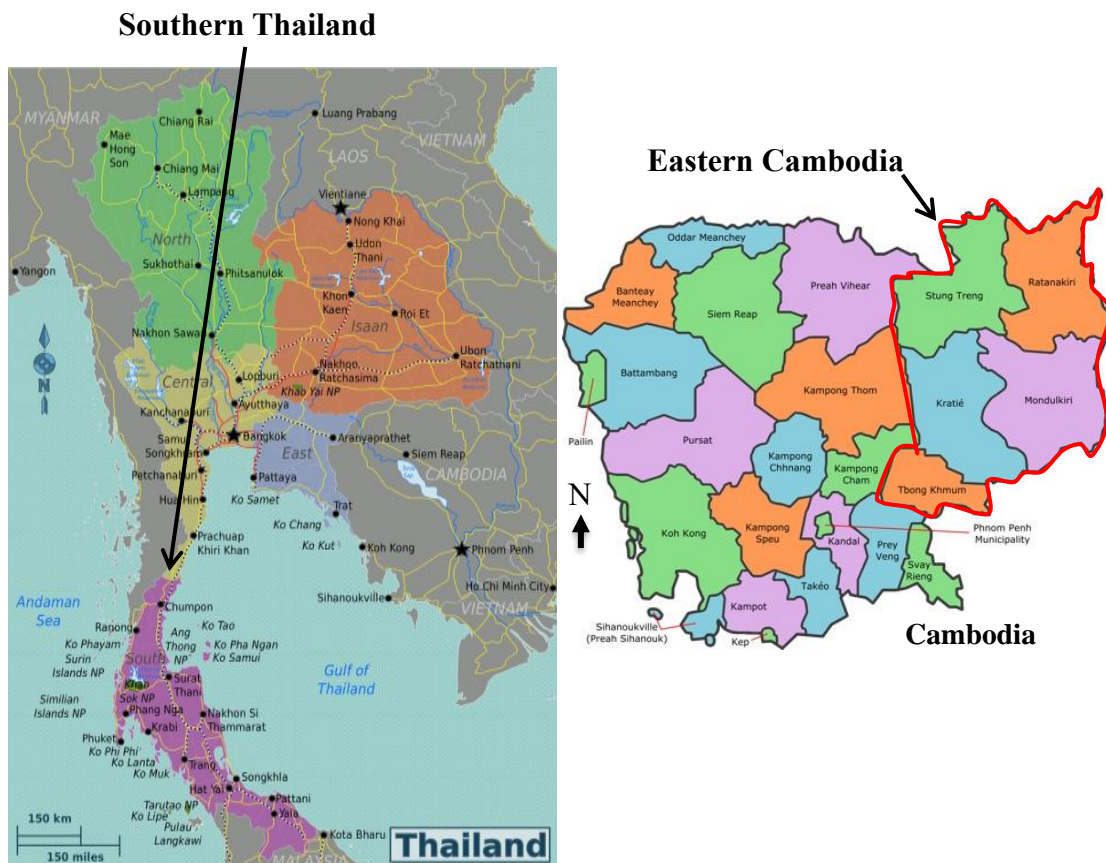 Southern Thailand
MYANMAR
Chiang Rai
Luang Prabang
VIETNAM
Mae
Hong
Son
Chiang Mai
LAOS
Lampang
Vientiane
Nong Khai
North
Udon
Thani
Sukhothai
Phitsanulok
Yangon
Khon
Kaen
Isaan
Roi Et
Nakhon Sawan
Ubon
Ratchathani
Nakhon
Ratchasima
Lopburi
Central
Khao Yai NP
Kanchanaburi
Ayutthaya
N
Samut
Songkhram
Bangkok
Aranyaprathet
East
Siem Reap
Petchanaburi
CAMBODIA
Pattaya
Ko Samet
Hua Hin
Trat
Ko Chang
Prachuap
Khiri Khan
Ko Kut
Koh Kong
Phnom Penh
Ho Chi Minh City
Sihanoukville
VIETNAM
Andaman
Sea
Chumpon
Ranong
Ko Tao
Ko Phayam
Ang
Thong
NP
Ko Pha Ngan
Ko Samui
Surin
Islands NP
South
Gulf of
Thailand
Khao
Sok NP
Surat
Thani
Similian
Islands NP
Phang Nga
Nakhon Si
Thammarat
Krabi
Phuket
Ko Phi Phi
Ko Lanta
Ko Muk
Trang
Songkhla
Hat Yai
Pattani
Tarutao NP
Ko Lipe
Yala
Pulau
Langkawi
Kota Bharu
150 km
150 miles
Thailand
MALAYSIA
Eastern Cambodia
Oddar Meanchey
Banteay
Meanchey
Siem Reap
Preah Vihear
Stung Treng
Ratanakiri
Battambang
Kampong Thom
Kratié
Mondulkiri
Pailin
Pursat
Kampong
Chhnang
Kampong
Cham
Tbong Khmum
N
Koh Kong
Kampong
Speu
Kandal
Prey
Veng
Phnom Penh
Municipality
Svay
Rieng
Takéo
Kampot
Sihanoukville
(Preah Sihanouk)
Kep
Cambodia